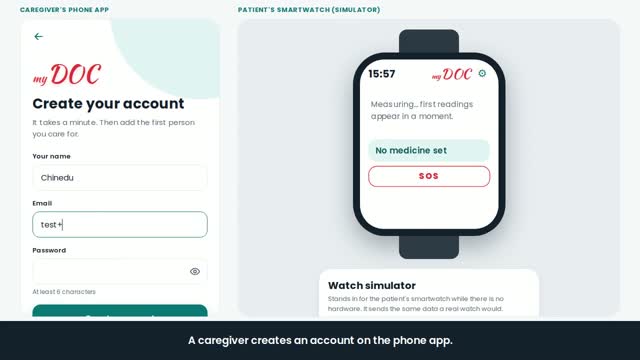 CAREGIVER'S PHONE APP
my DOC
Create your account
It takes a minute. Then add the first person
you care for.
Your name
Chinedu
Email
test+
Password
At least 6 characters
PATIENT'S SMARTWATCH (SIMULATOR)
15:57
my DOC
Measuring... first readings
appear in a moment.
No medicine set
SOS
Watch simulator
Stands in for the patient's smartwatch while there is no
hardware. It sends the same data a real watch would.
A caregiver creates an account on the phone app.